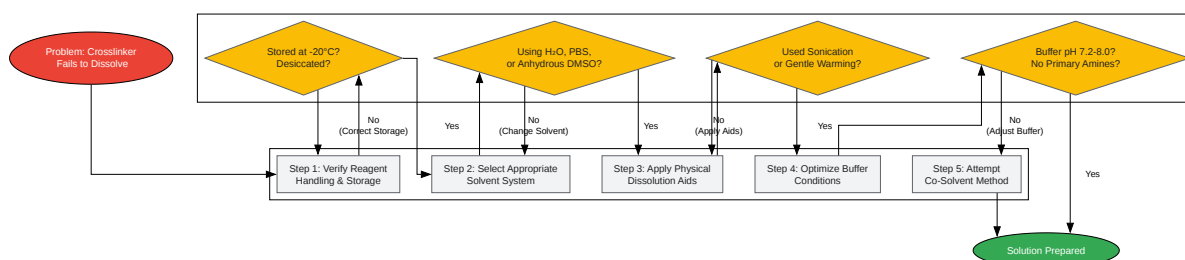 Problem: Crosslinker
Fails to Dissolve
Stored at -20°C?
Desiccated?
Using H₂O, PBS,
or Anhydrous DMSO?
Used Sonication
or Gentle Warming?
Buffer pH 7.2-8.0?
No Primary Amines?
No
(Correct Storage)
Yes
No
(Change Solvent)
Yes
No
(Apply Aids)
Yes
No
(Adjust Buffer)
Yes
Step 1: Verify Reagent
Handling & Storage
Step 2: Select Appropriate
Solvent System
Step 3: Apply Physical
Dissolution Aids
Step 4: Optimize Buffer
Conditions
Step 5: Attempt
Co-Solvent Method
Solution Prepared